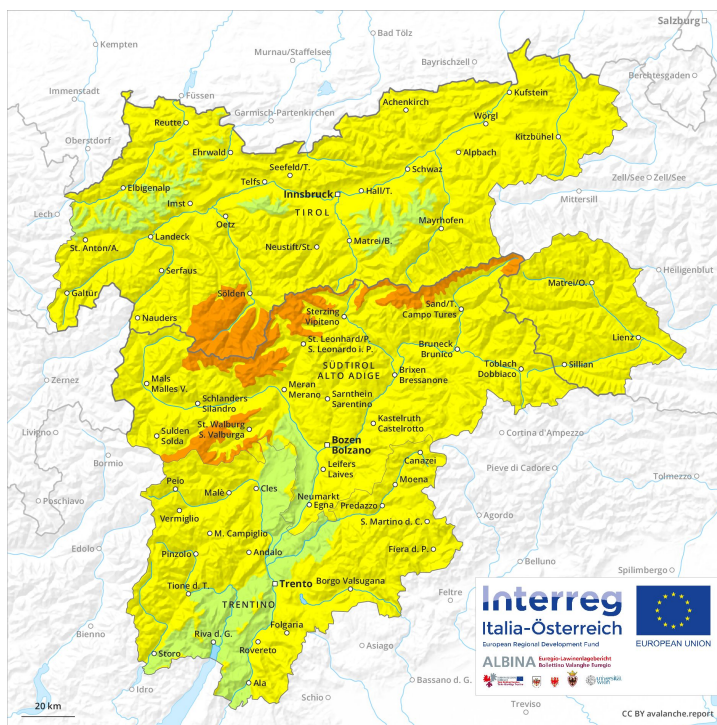 Salzburg
Kempten
Bad Tölz
Murnau/Staffelsee
Bayrischzell
Berchtesgaden
Immenstadt
Füssen
Garmisch-Partenkirchen
Achenkirch
Kufstein
Reutte
Wörgl
Oberstdorf
Ehrwald
Kitzbühel
Alpbach
Seefeld/T.
Schwaz
Telfs
Zell/See
Zell/See
Elbigenalp
Innsbruck
Hall/T.
Mittersill
Imst
TIROL
Lech
Oetz
Mayrhofen
St. Anton/A.
Landeck
Neustift/St.
Matrei/B.
Serfaus
Heiligenblut
Matrei/O.
Galtür
Sölden
Sand/T.
Campo Tures
Nauders
Sterzing
Vipiteno
Lienz
St. Leonhard/P.
S. Leonardo i. P.
Bruneck
Brunico
SÜDTIROL
ALTO ADIGE
Toblach
Dobbiaco
Sillian
Zernez
Mals
Malles V.
Brixen
Bressanone
Meran
Merano
Schlanders
Silandro
Sarnthein
Sarentino
St. Walburg
S. Valburga
Kastelruth
Castelrotto
Livigno
Sulden
Solda
Cortina d'Ampezzo
Bozen
Bolzano
Bormio
Canazei
Leifers
Laives
Pieve di Cadore
Tolmezzo
Peio
Malè
Cles
Moena
Poschiavo
Neumarkt
Egna
Predazzo
Vermiglio
Agordo
S. Martino d. C.
M. Campiglio
Edolo
Pinzolo
Andalo
Fiera d. P.
Belluno
Spilimbergo
Tione d. T.
Trento
Borgo Valsugana
Feltre
TRENTINO
Bienno
Riva d. G.
Folgaria
Storo
Rovereto
Asiago
Idro
Ala
Schio
Bassano d. G.
Treviso
Interreg
Italia-Österreich
European Regional Development Fund
EUROPEAN UNION
ALBINA
Euregio-Lawinenlagebericht
Bollettino Valanghe Euregio
20 km
CC BY avalanche.report